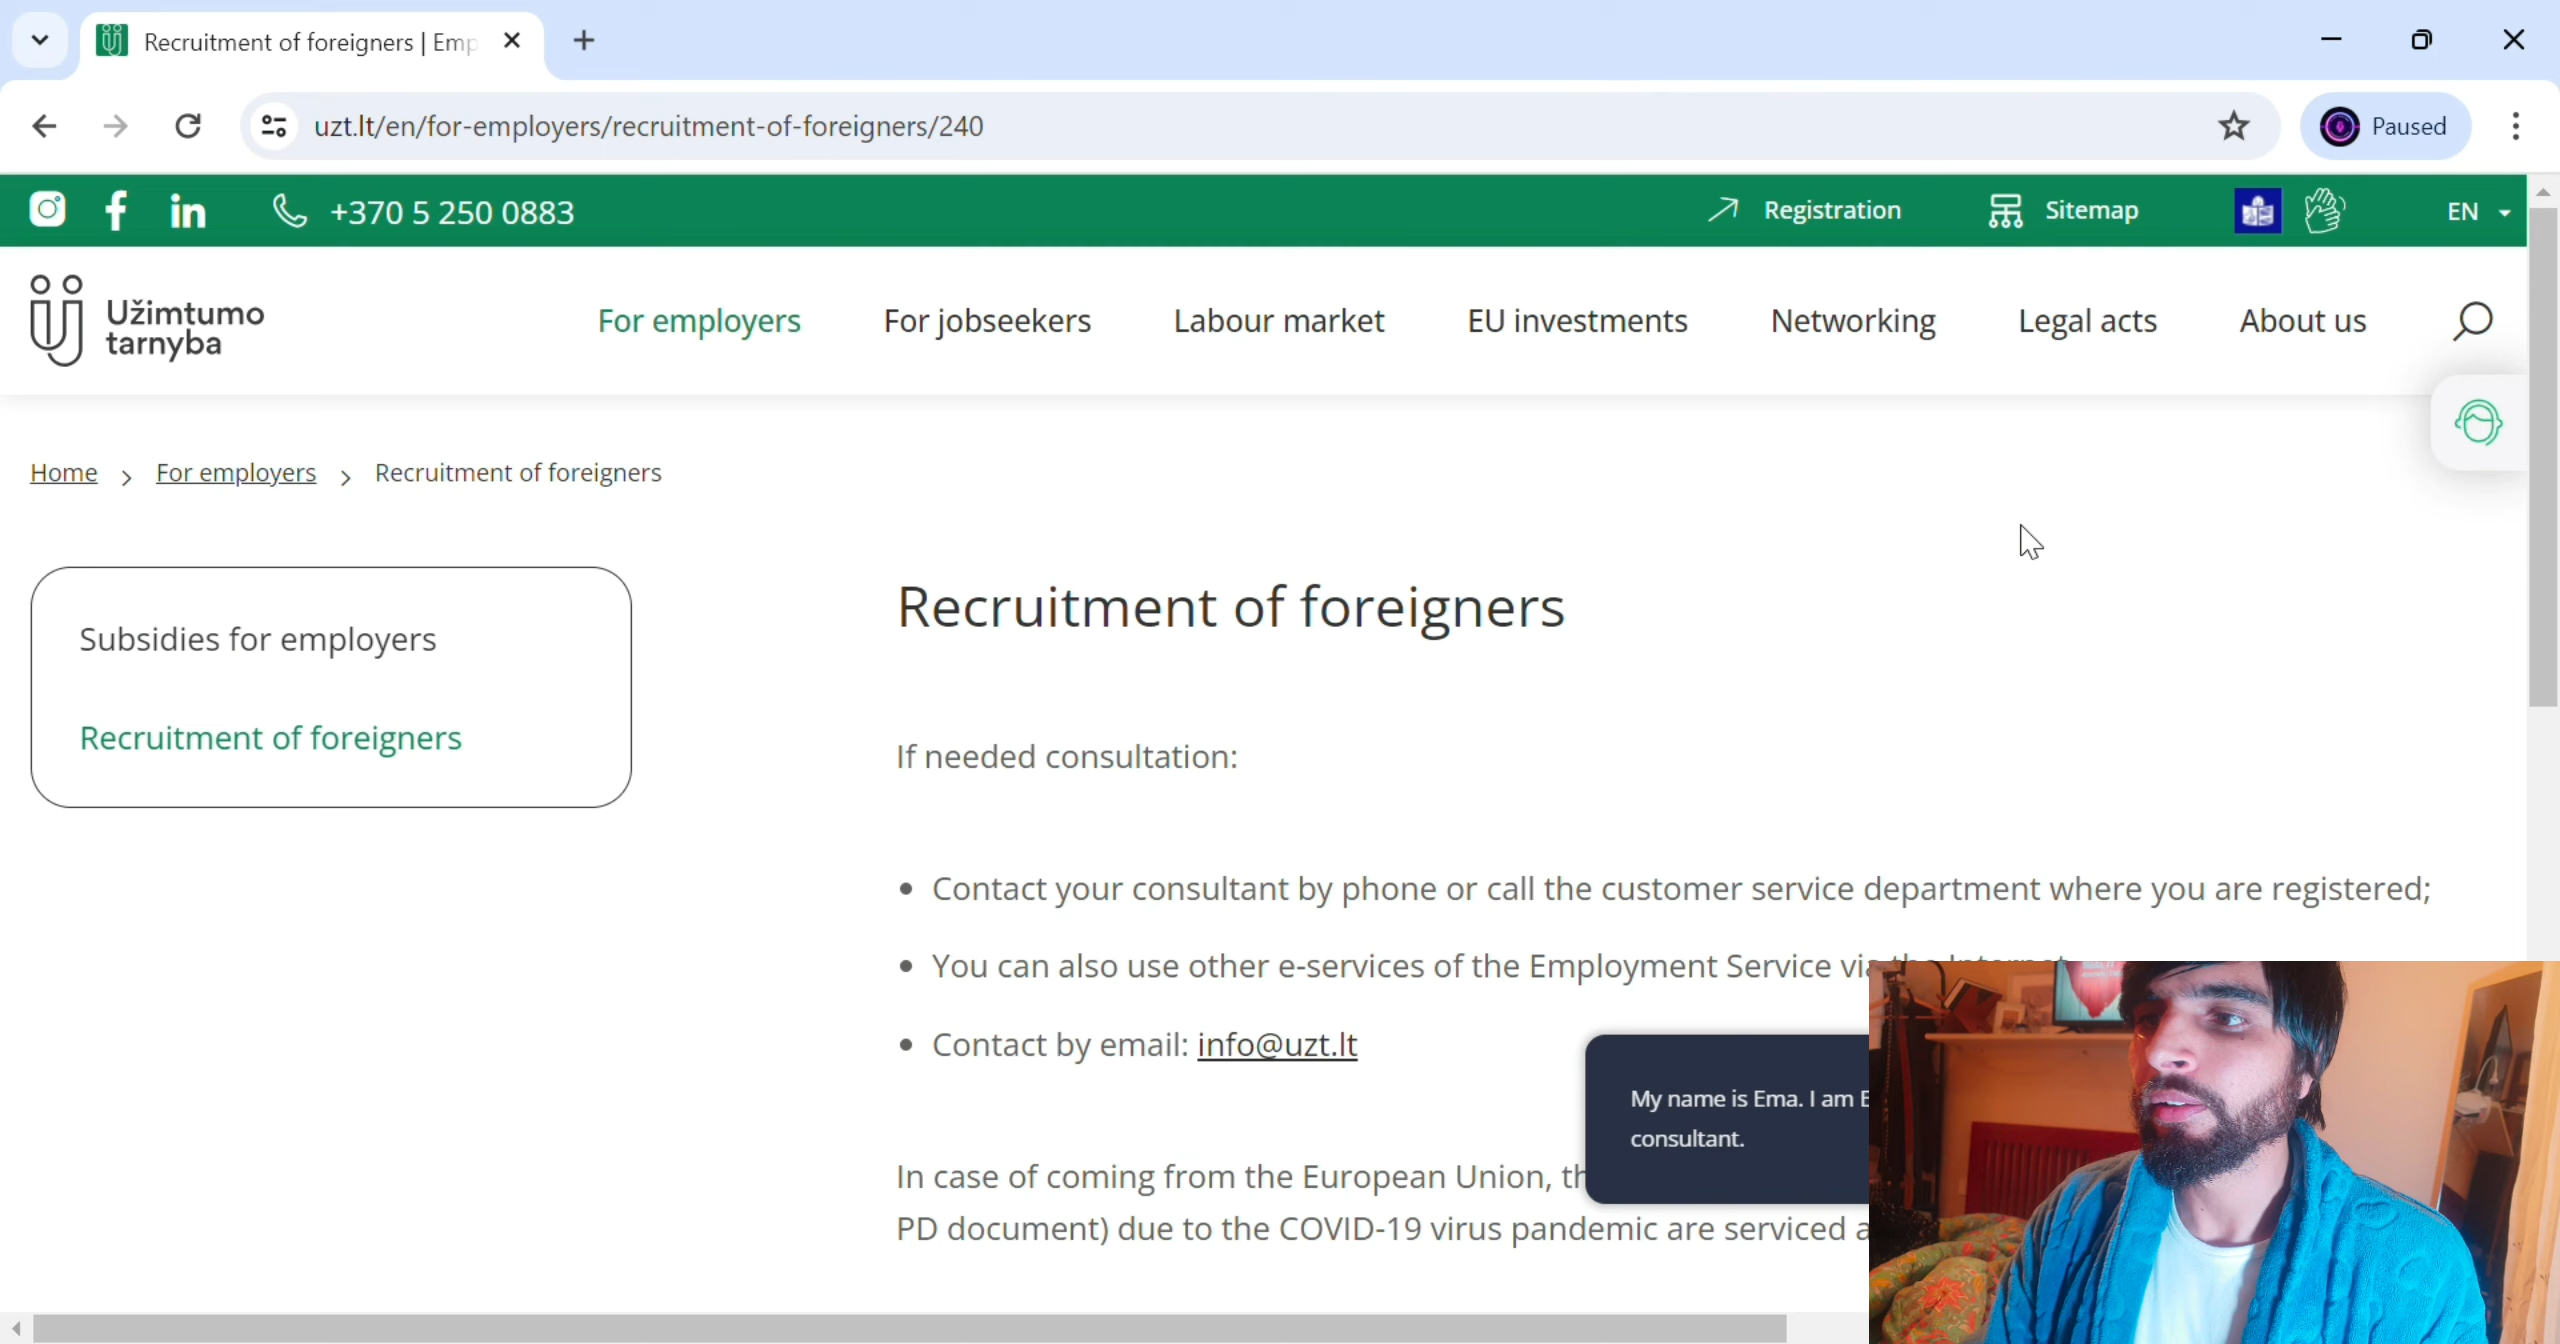 Recruitment of foreigners | Emp
uzt.lt/en/for-employers/recruitment-of-foreigners/240
Paused
+370 5 250 0883
Registration
Sitemap
EN
Užimtumo
tarnyba
For employers
For jobseekers
Labour market
EU investments
Networking
Legal acts
About us
Home > For employers > Recruitment of foreigners
Subsidies for employers
Recruitment of foreigners
Recruitment of foreigners
If needed consultation:
• Contact your consultant by phone or call the customer service department where you are registered;
• You can also use other e-services of the Employment Service via the Internet
• Contact by email: info@uzt.lt
My name is Ema. I am E
consultant.
In case of coming from the European Union, th
PD document) due to the COVID-19 virus pandemic are serviced a